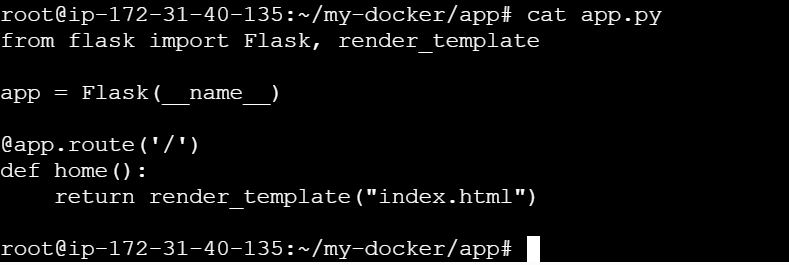 root@ip-172-31-40-135:~/my-docker/app# cat app.py
from flask import Flask, render_template

app = Flask(__name__)

@app.route('/')
def home():
    return render_template("index.html")

root@ip-172-31-40-135:~/my-docker/app#